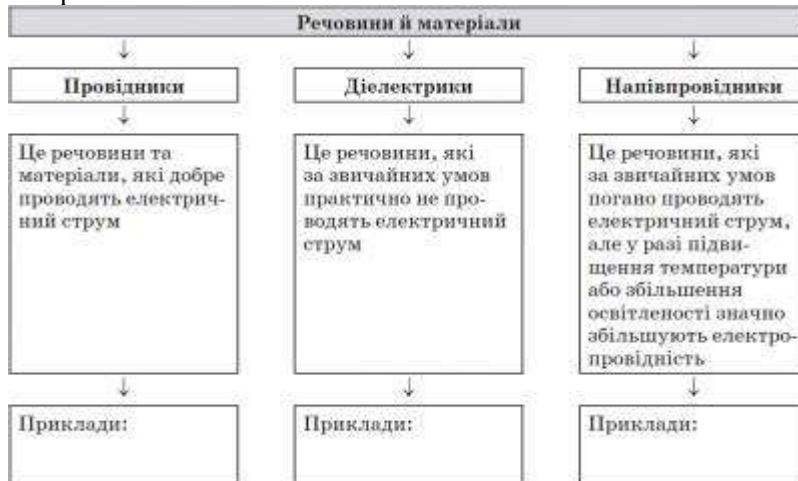 Речовини й матеріали
Провідники
Діелектрики
Напівпровідники
Це речовини та
матеріали, які добре
проводять електрич-
ний струм
Це речовини, які
за звичайних умов
практично не про-
водять електричний
струм
Це речовини, які
за звичайних умов
погано проводять
електричний струм,
але у разі підви-
щення температури
або збільшення
освітленості значно
збільшують електро-
провідність
Приклади:
Приклади:
Приклади: